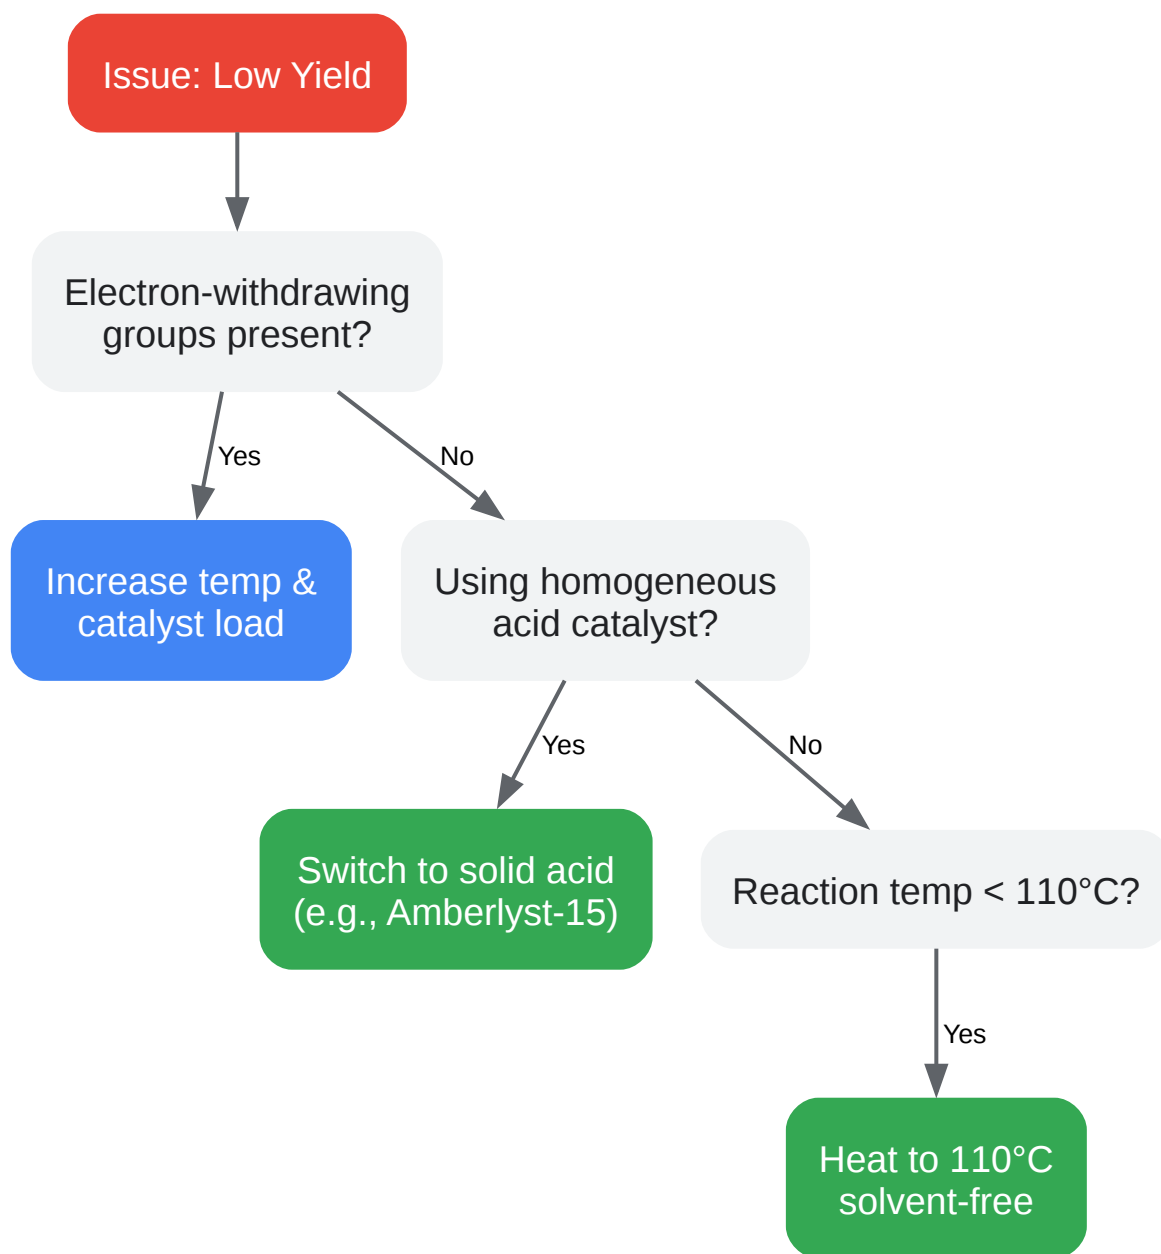 Issue: Low Yield
Electron-withdrawing
groups present?
Yes
No
Increase temp &
catalyst load
Using homogeneous
acid catalyst?
Yes
No
Switch to solid acid
(e.g., Amberlyst-15)
Reaction temp < 110°C?
Yes
Heat to 110°C
solvent-free